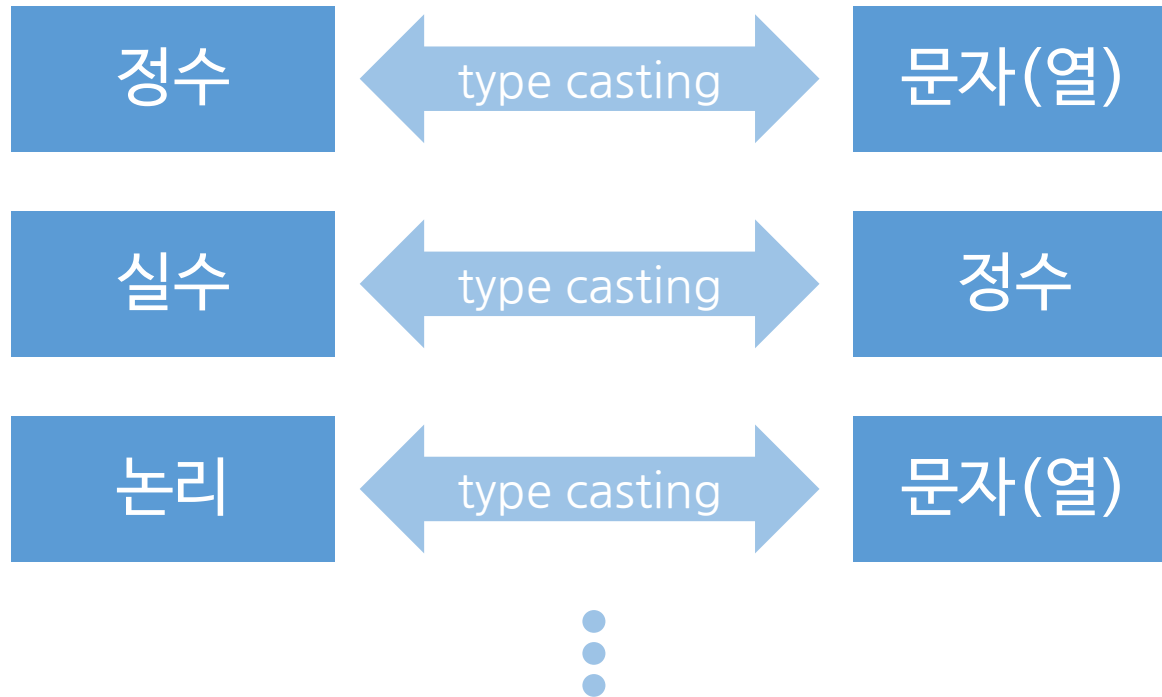 정수 type casting 문자(열)
실수 type casting 정수
논리 type casting 문자(열)